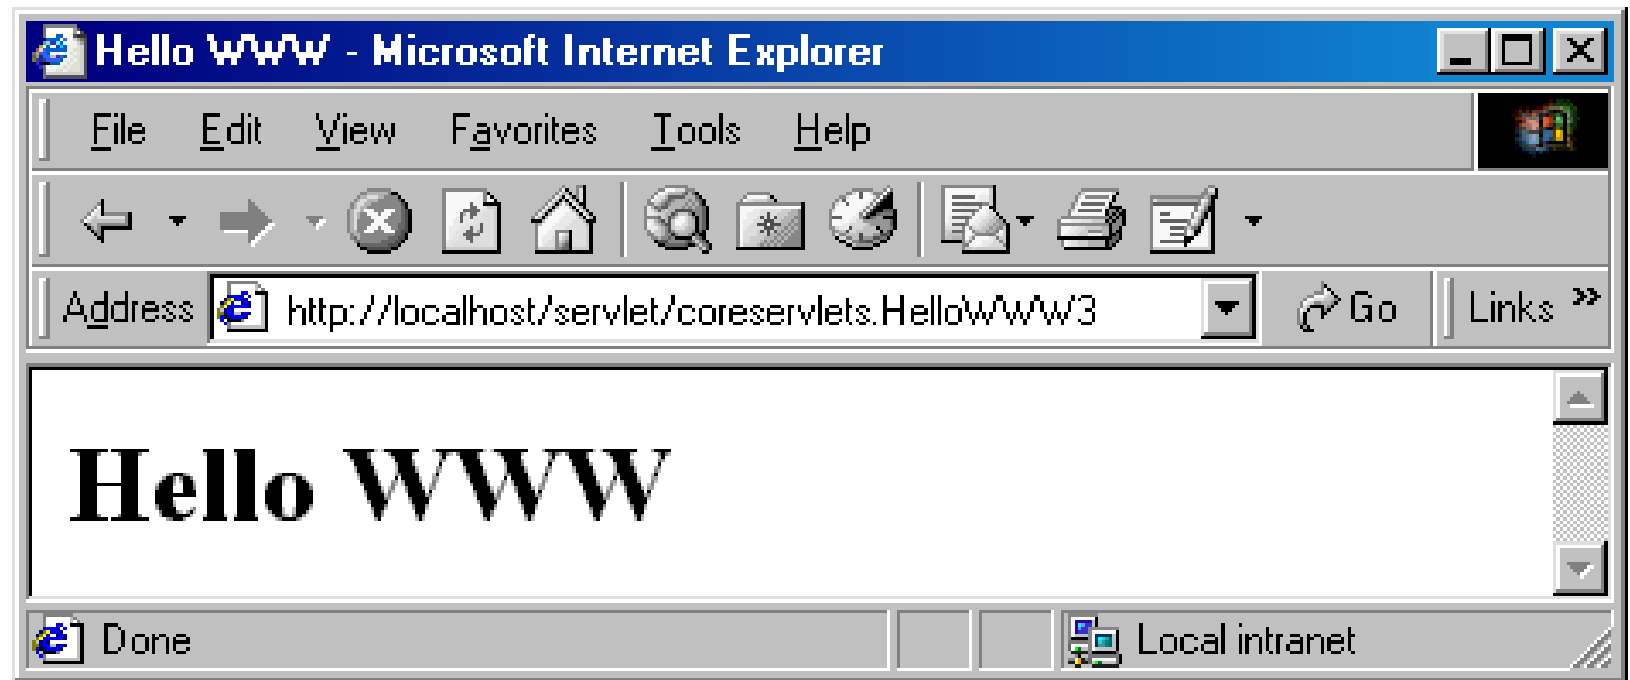 Hello WWW - Microsoft Internet Explorer
File Edit View Favorites Tools Help
Address http://localhost/servlet/coreservlets.HelloWWW3 Go Links »
Hello WWW
Done Local intranet